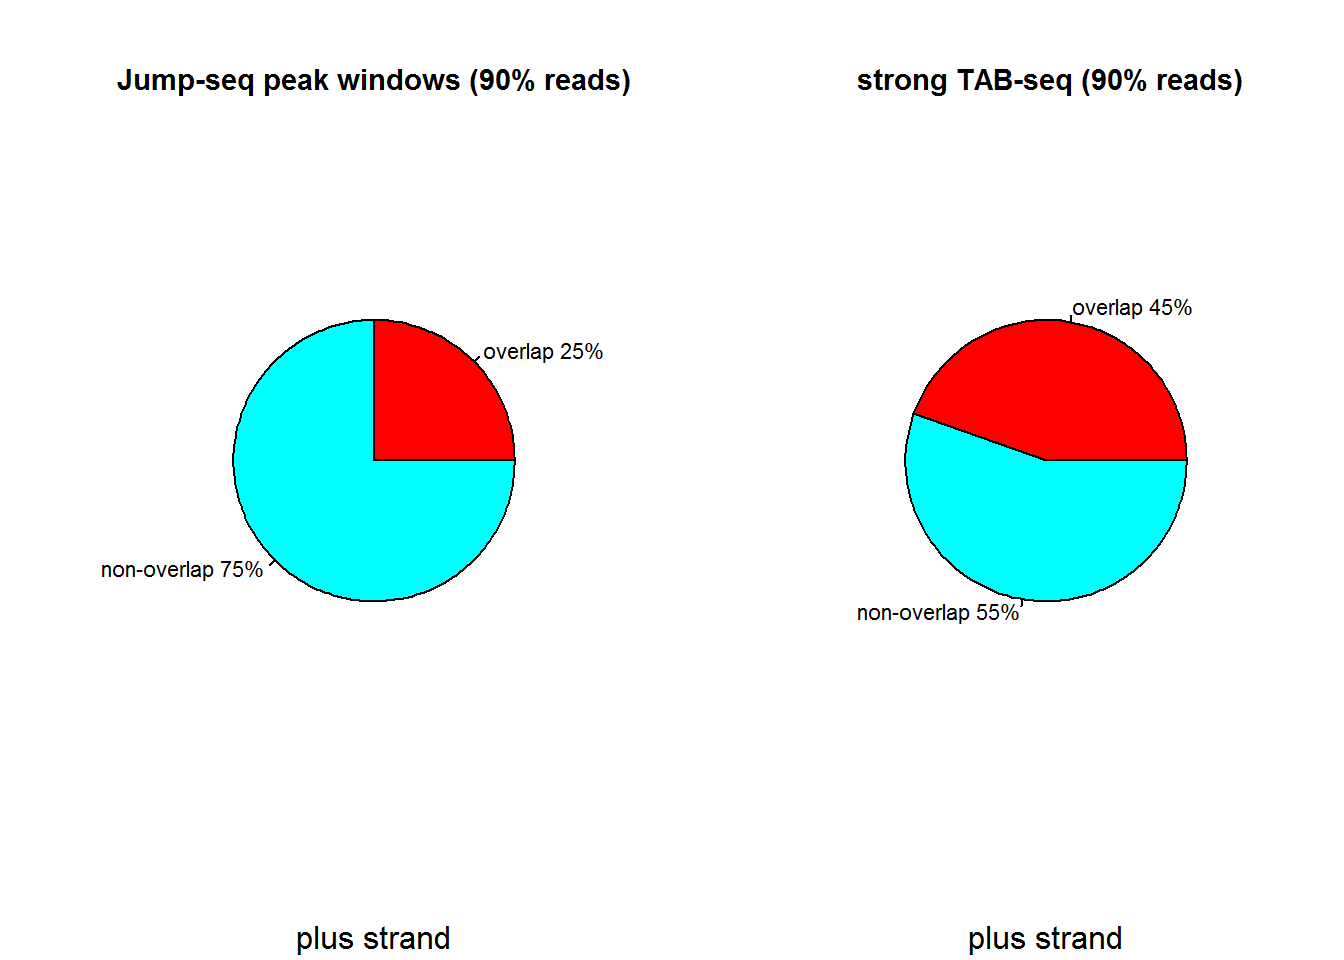 Jump-seq peak windows (90% reads)
overlap 25%
non-overlap 75%
plus strand
strong TAB-seq (90% reads)
overlap 45%
non-overlap 55%
plus strand